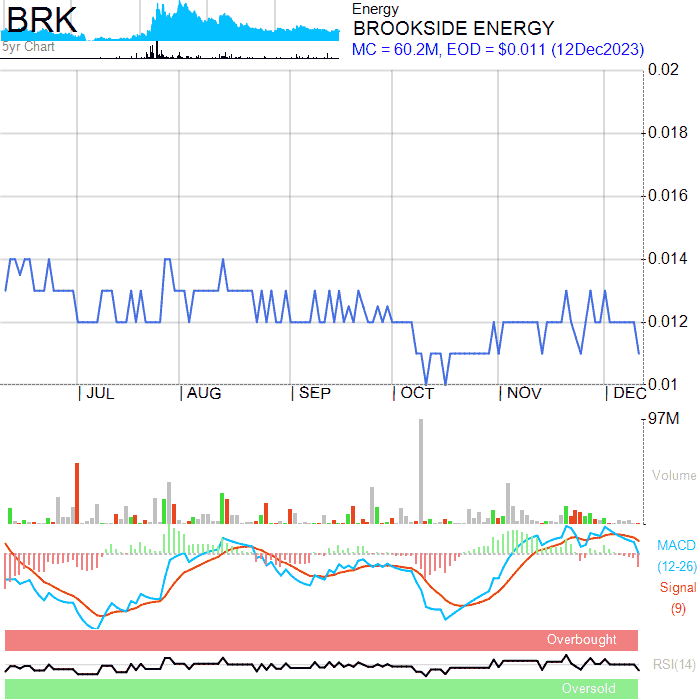 BRK
5yr Chart
Energy
BROOKSIDE ENERGY
MC = 60.2M, EOD = $0.011 (12Dec2023)
0.02
0.018
0.016
0.014
0.012
0.01
JUL AUG SEP OCT NOV DEC
97M
Volume
MACD
(12-26)
Signal
(9)
Overbought
RSI(14)
Oversold